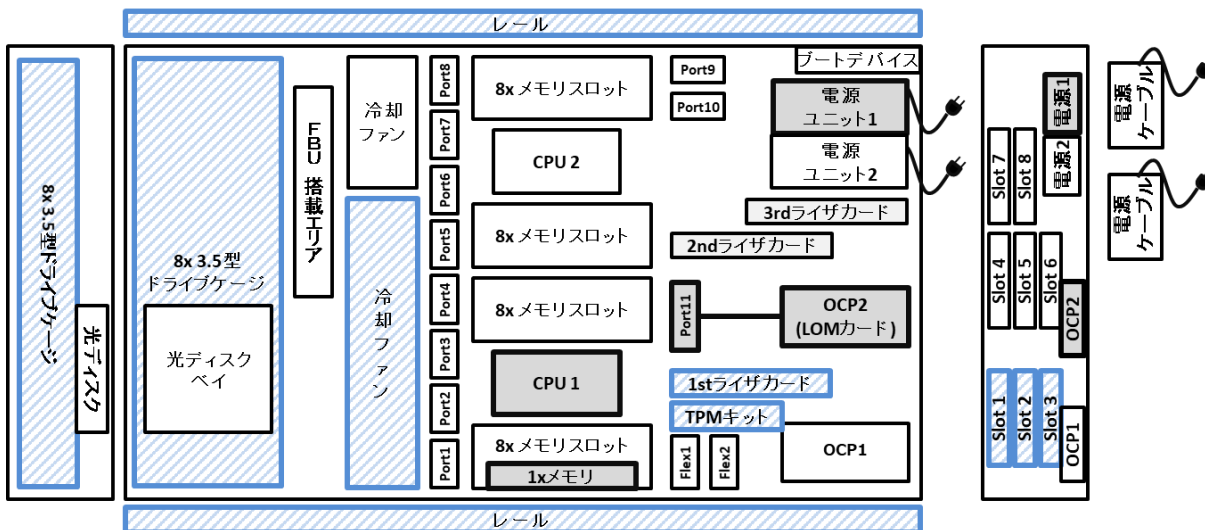 レール
8x 3.5型ドライブケージ
光ディスク
8x 3.5型
ドライブケージ
光ディスク
ベイ
FBU 搭載エリア
冷却
ファン
冷却ファン
Port8
Port7
Port6
Port5
Port4
Port3
Port2
Port1
8x メモリスロット
CPU 2
8x メモリスロット
8x メモリスロット
CPU 1
8x メモリスロット
1xメモリ
Port9
Port10
ブートデバイス
電源
ユニット1
電源
ユニット2
3rdライザカード
2ndライザカード
Port11
OCP2
(LOMカード)
1stライザカード
TPMキット
Flex1
Flex2
OCP1
レール
電源1
電源2
Slot 7
Slot 8
Slot 4
Slot 5
Slot 6
OCP2
Slot 1
Slot 2
Slot 3
OCP1
電源
ケーブル
電源
ケーブル